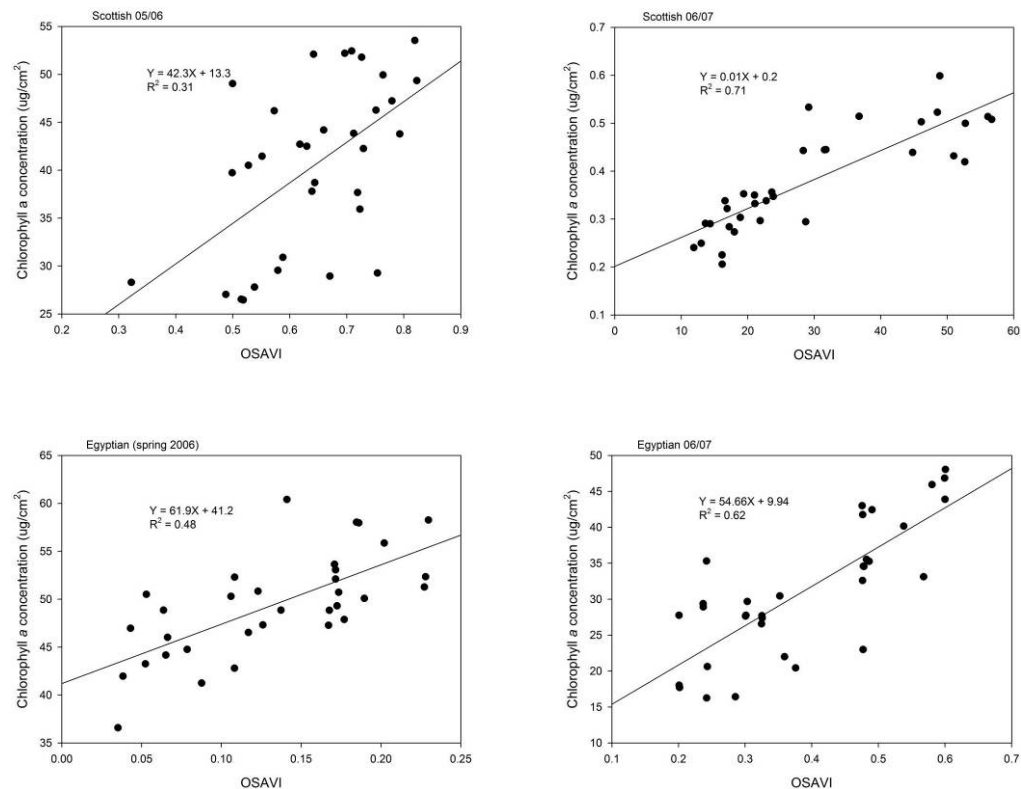 Scottish 05/06
Chlorophyll a concentration (ug/cm²)
55
50
45
40
35
30
25
Y = 42.3X + 13.3
R² = 0.31
0.2 0.3 0.4 0.5 0.6 0.7 0.8 0.9
OSAVI
Scottish 06/07
Chlorophyll a concentration (ug/cm²)
0.7
0.6
0.5
0.4
0.3
0.2
0.1
Y = 0.01X + 0.2
R² = 0.71
0 10 20 30 40 50 60
OSAVI
Egyptian (spring 2006)
Chlorophyll a concentration (ug/cm²)
65
60
55
50
45
40
35
Y = 61.9X + 41.2
R² = 0.48
0.00 0.05 0.10 0.15 0.20 0.25
OSAVI
Egyptian 06/07
Chlorophyll a concentration (ug/cm²)
50
45
40
35
30
25
20
15
10
Y = 54.66X + 9.94
R² = 0.62
0.1 0.2 0.3 0.4 0.5 0.6 0.7
OSAVI